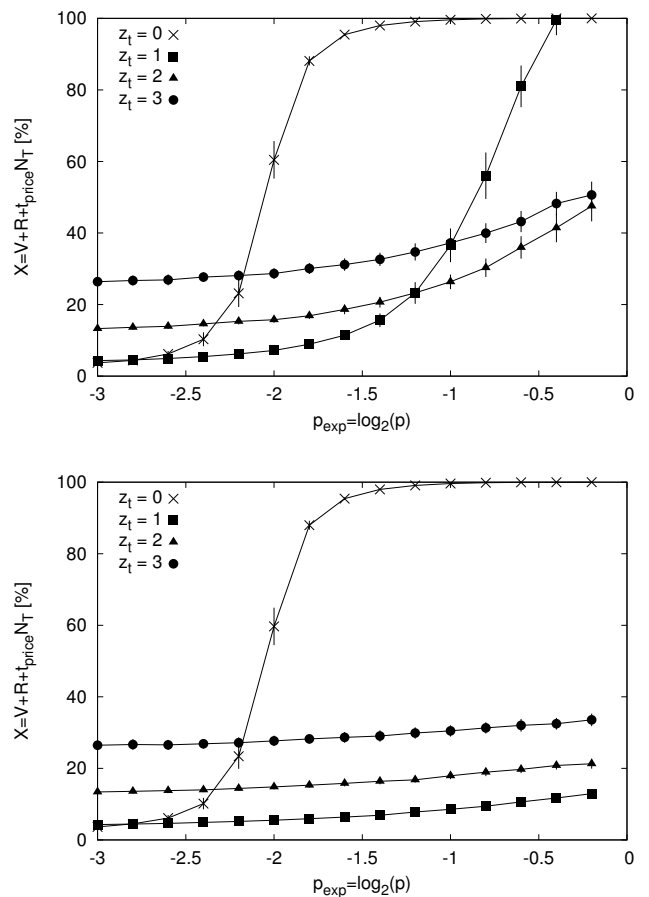 100
80
60
40
20
0
X=V+R+t_price N_T [%]
z_t = 0
z_t = 1
z_t = 2
z_t = 3
-3 -2.5 -2 -1.5 -1 -0.5 0
p_exp=log_2(p)
100
80
60
40
20
0
X=V+R+t_price N_T [%]
z_t = 0
z_t = 1
z_t = 2
z_t = 3
-3 -2.5 -2 -1.5 -1 -0.5 0
p_exp=log_2(p)